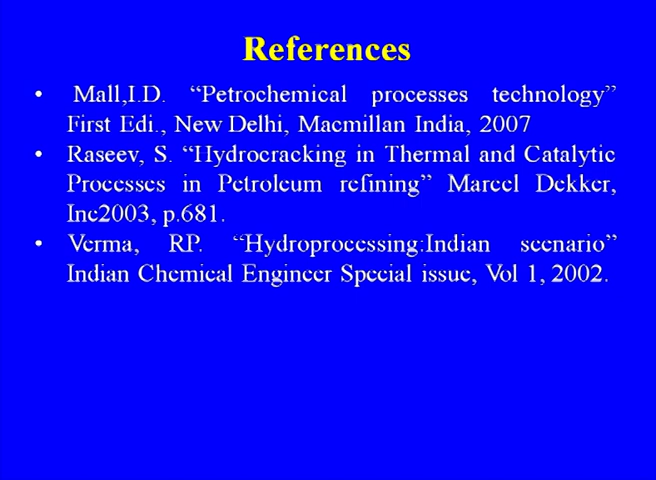 References
• Mall,I.D. “Petrochemical processes technology”
First Edi., New Delhi, Macmillan India, 2007
• Raseev, S. “Hydrocracking in Thermal and Catalytic
Processes in Petroleum refining” Marcel Dekker,
Inc2003, p.681.
• Verma, RP. “Hydroprocessing:Indian scenario”
Indian Chemical Engineer Special issue, Vol 1, 2002.